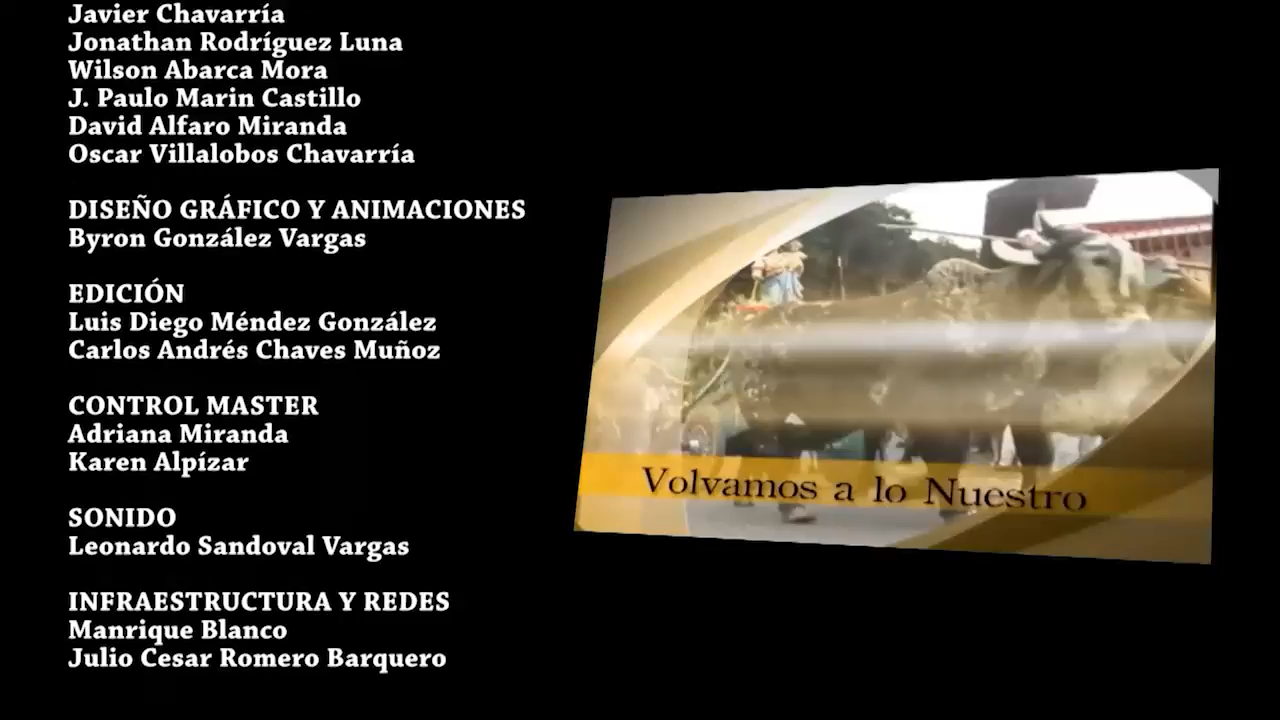 Javier Chavarría
Jonathan Rodríguez Luna
Wilson Abarca Mora
J. Paulo Marin Castillo
David Alfaro Miranda
Oscar Villalobos Chavarría
DISEÑO GRÁFICO Y ANIMACIONES
Byron González Vargas
EDICIÓN
Luis Diego Méndez González
Carlos Andrés Chaves Muñoz
CONTROL MASTER
Adriana Miranda
Karen Alpízar
SONIDO
Leonardo Sandoval Vargas
INFRAESTRUCTURA Y REDES
Manrique Blanco
Julio Cesar Romero Barquero
Volvamos a lo Nuestro